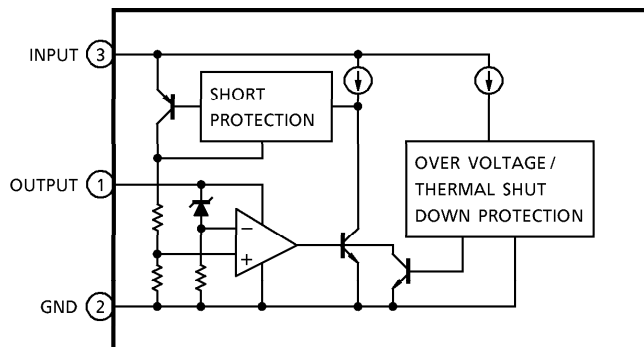 INPUT 3
SHORT
PROTECTION
OVER VOLTAGE /
THERMAL SHUT
DOWN PROTECTION
OUTPUT 1
−
+
GND 2